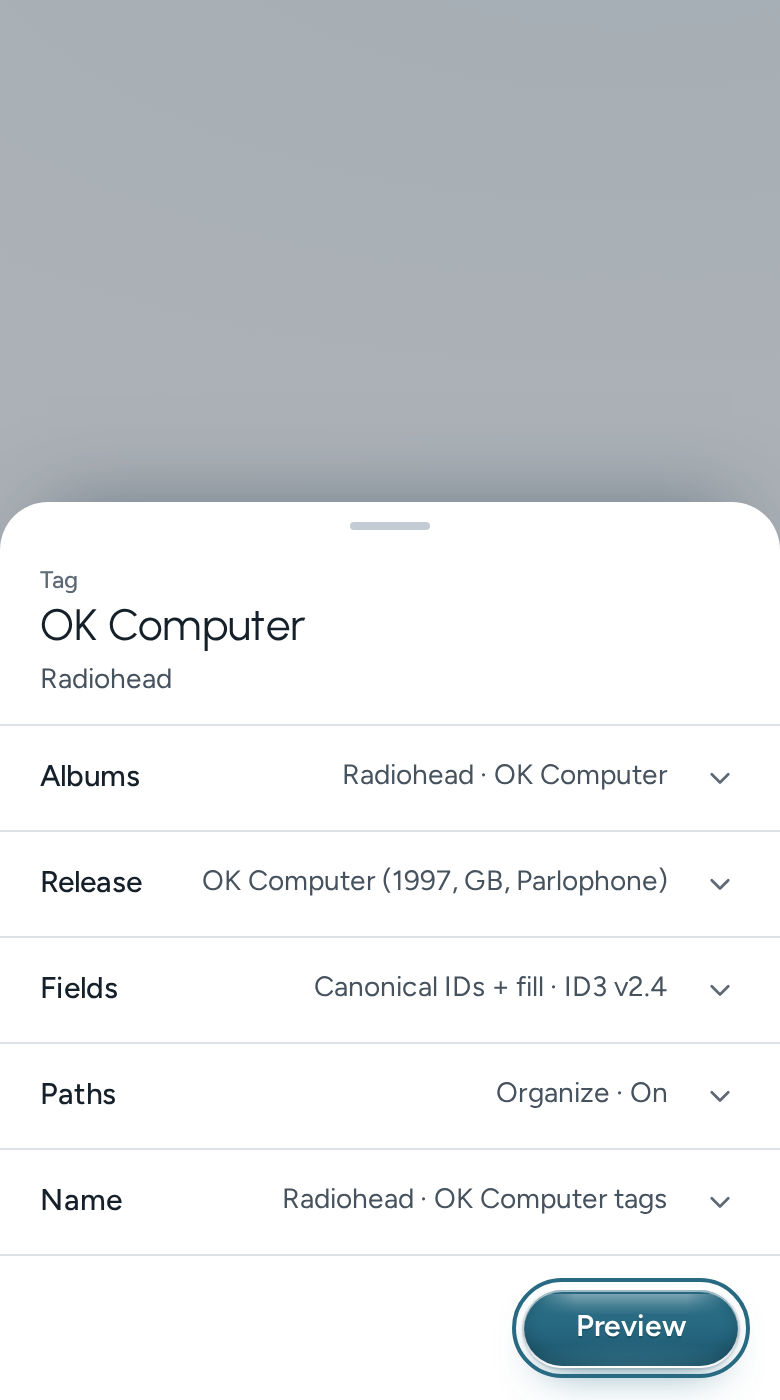 Tag
OK Computer
Radiohead
Albums Radiohead · OK Computer
Release OK Computer (1997, GB, Parlophone)
Fields Canonical IDs + fill · ID3 v2.4
Paths Organize · On
Name Radiohead · OK Computer tags
Preview